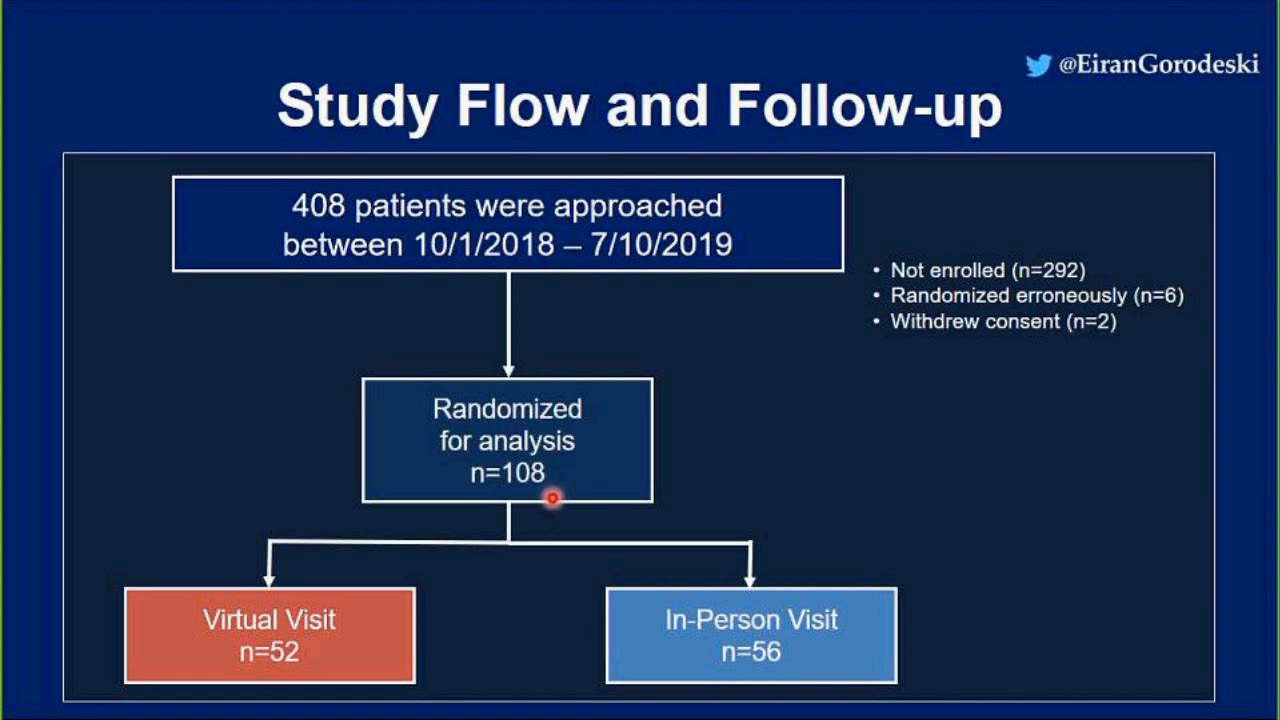 @EiranGorodeski
Study Flow and Follow-up
408 patients were approached
between 10/1/2018 – 7/10/2019
• Not enrolled (n=292)
• Randomized erroneously (n=6)
• Withdrew consent (n=2)
Randomized
for analysis
n=108
Virtual Visit
n=52
In-Person Visit
n=56